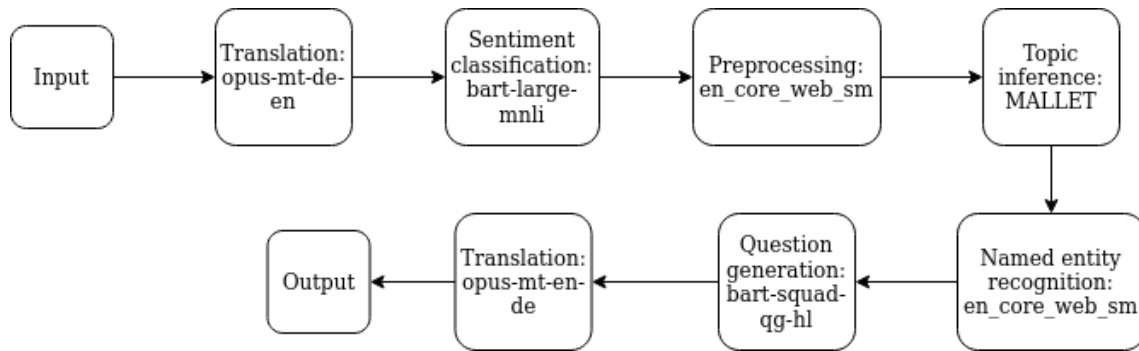 Input
Translation:
opus-mt-de-
en
Sentiment
classification:
bart-large-
mnli
Preprocessing:
en_core_web_sm
Topic
inference:
MALLET
Named entity
recognition:
en_core_web_sm
Question
generation:
bart-squad-
qg-hl
Translation:
opus-mt-en-
de
Output